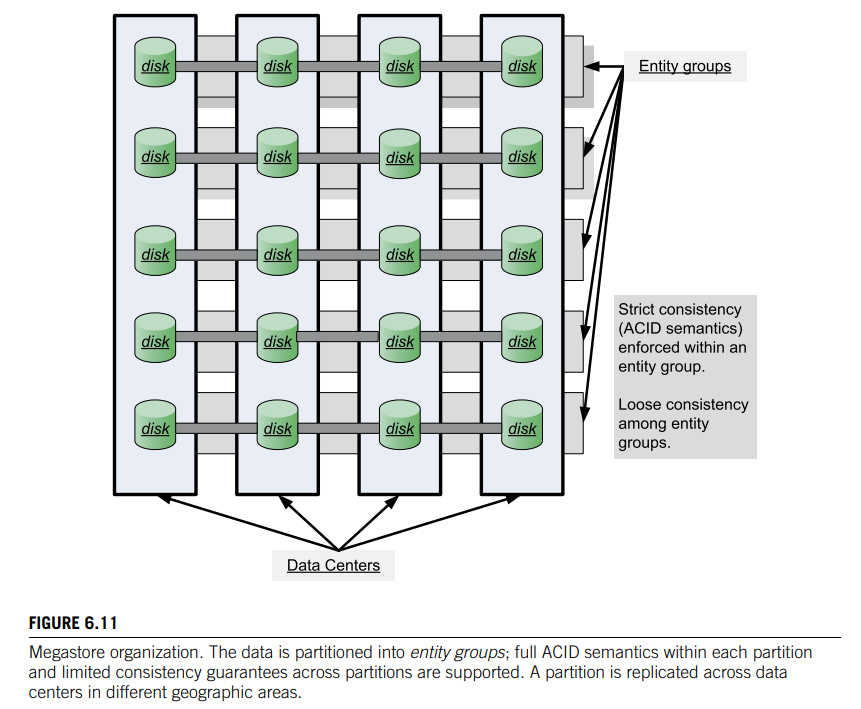 disk disk disk disk
Entity groups
disk disk disk disk
disk disk disk disk
Strict consistency
(ACID semantics)
enforced within an
entity group.
Loose consistency
among entity
groups.
disk disk disk disk
disk disk disk disk
Data Centers
FIGURE 6.11
Megastore organization. The data is partitioned into entity groups; full ACID semantics within each partition
and limited consistency guarantees across partitions are supported. A partition is replicated across data
centers in different geographic areas.